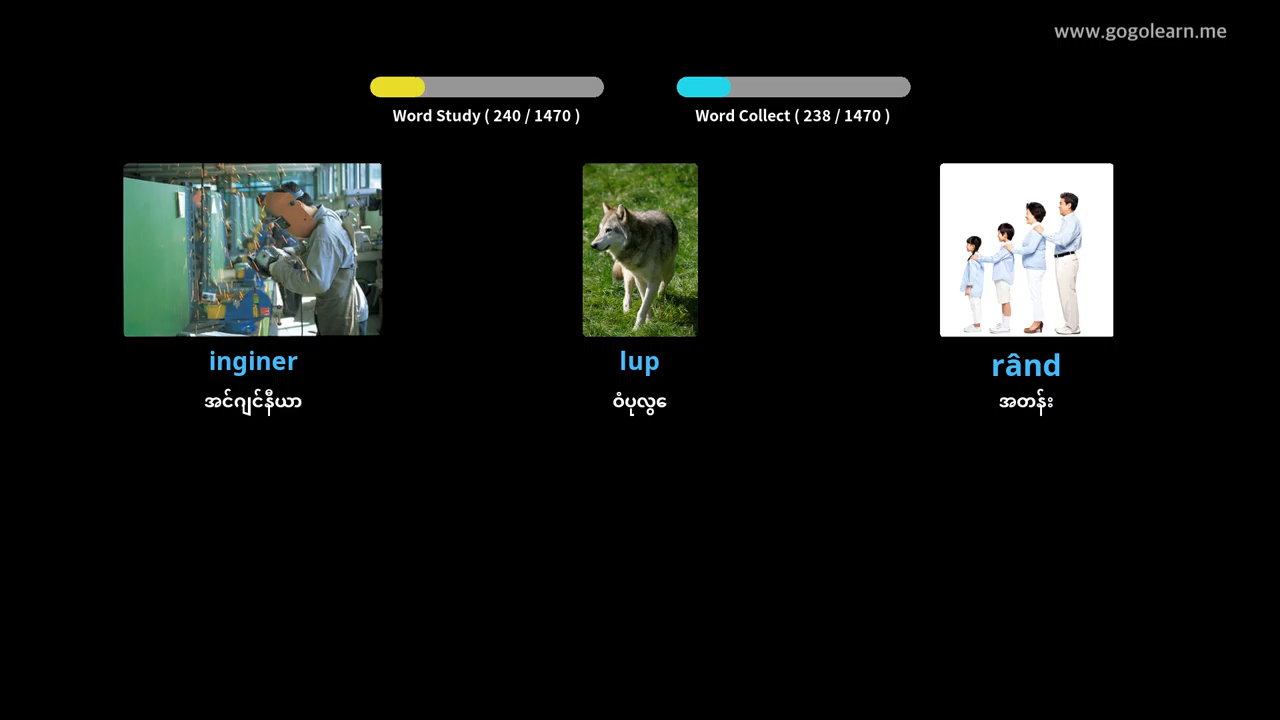 www.gogolearn.me
Word Study ( 240 / 1470 )
Word Collect ( 238 / 1470 )
inginer
lup
rând
အင်ဂျင်နီယာ
ဝံပုလွေ
အတန်း